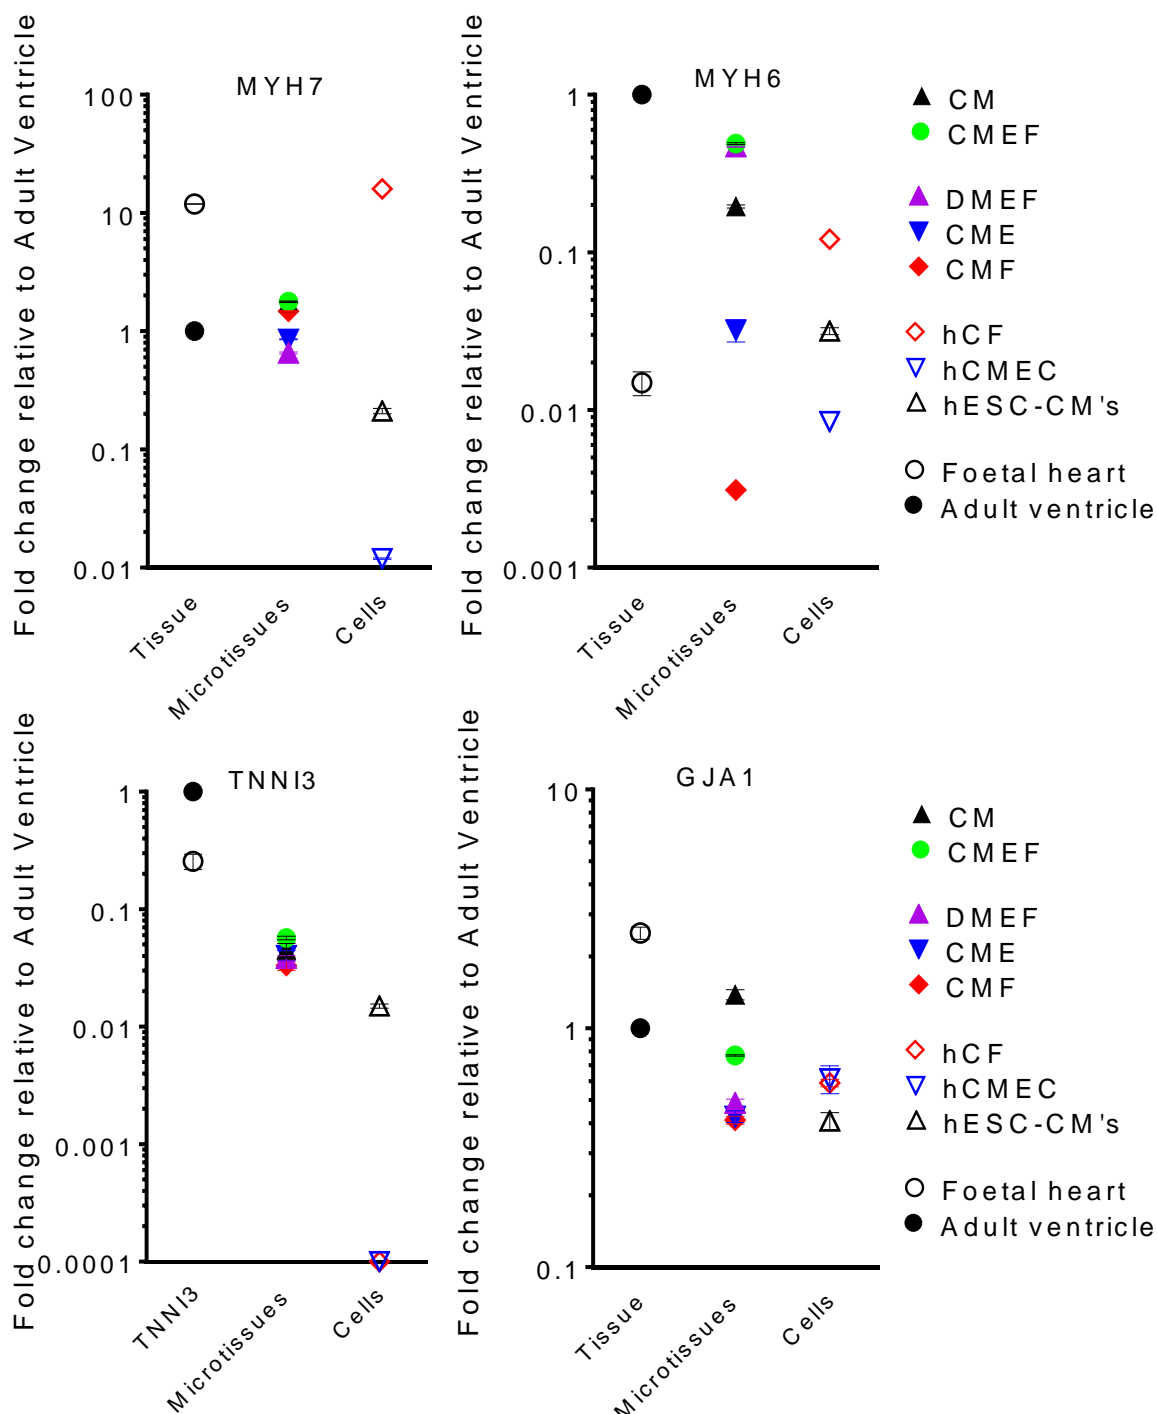 Fold change relative to Adult Ventricle
MYH7
100
10
1
0.1
0.01
Tissue
Microtissues
Cells
Fold change relative to Adult Ventricle
MYH6
1
0.1
0.01
0.001
Tissue
Microtissues
Cells
CM
CMEF
DMEF
CME
CMF
hCF
hCMEC
hESC-CM's
Foetal heart
Adult ventricle
Fold change relative to Adult Ventricle
TNNI3
1
0.1
0.01
0.001
0.0001
TNNI3
Microtissues
Cells
Fold change relative to Adult Ventricle
GJA1
10
1
0.1
Tissue
Microtissues
Cells
CM
CMEF
DMEF
CME
CMF
hCF
hCMEC
hESC-CM's
Foetal heart
Adult ventricle